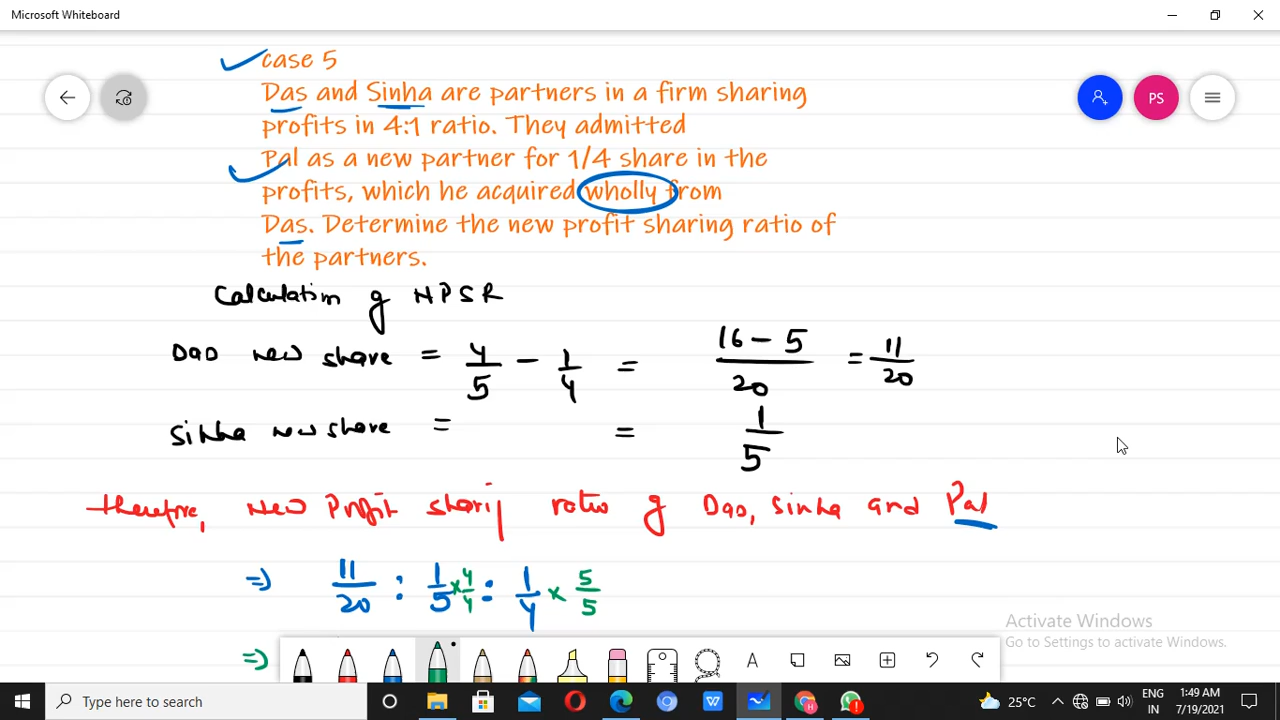 Microsoft Whiteboard
case 5
Das and Sinha are partners in a firm sharing
profits in 4:1 ratio. They admitted
Pal as a new partner for 1/4 share in the
profits, which he acquired wholly from
Das. Determine the new profit sharing ratio of
the partners.
PS
Calculation of NPSR
Das new share = 4/5 - 1/4 = 16 - 5/20 = 11/20
Sinha new share = = 1/5
therefore, New Profit sharing ratio of Das, Sinha and Pal
=> 11/20 : 1/5 x 4/4 : 1/4 x 5/5
=>
A
Activate Windows
Go to Settings to activate Windows.
Type here to search
W
H
25°C
ENG
IN
1:49 AM
7/19/2021